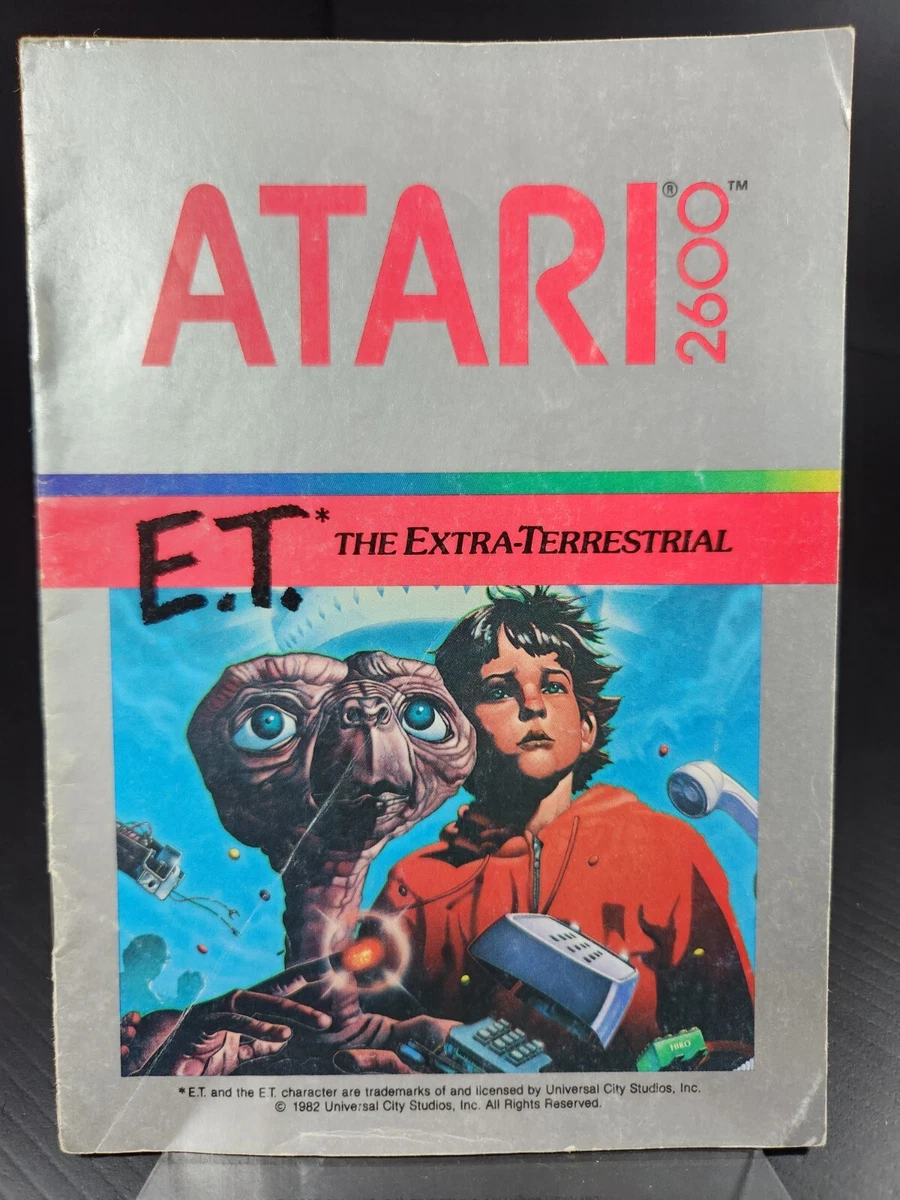 ATARI® 2600™
E.T.* THE EXTRA-TERRESTRIAL
HIRO
*E.T. and the E.T. character are trademarks of and licensed by Universal City Studios, Inc.
© 1982 Universal City Studios, Inc. All Rights Reserved.